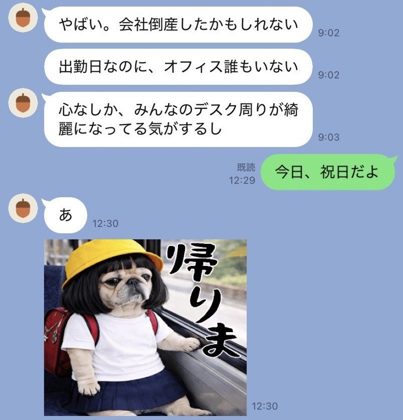 やばい。会社倒産したかもしれない
9:02
出勤日なのに、オフィス誰もいない
9:02
心なしか、みんなのデスク周りが綺
麗になってる気がするし
9:03
既読
12:29
今日、祝日だよ
あ
12:30
帰りま
12:30